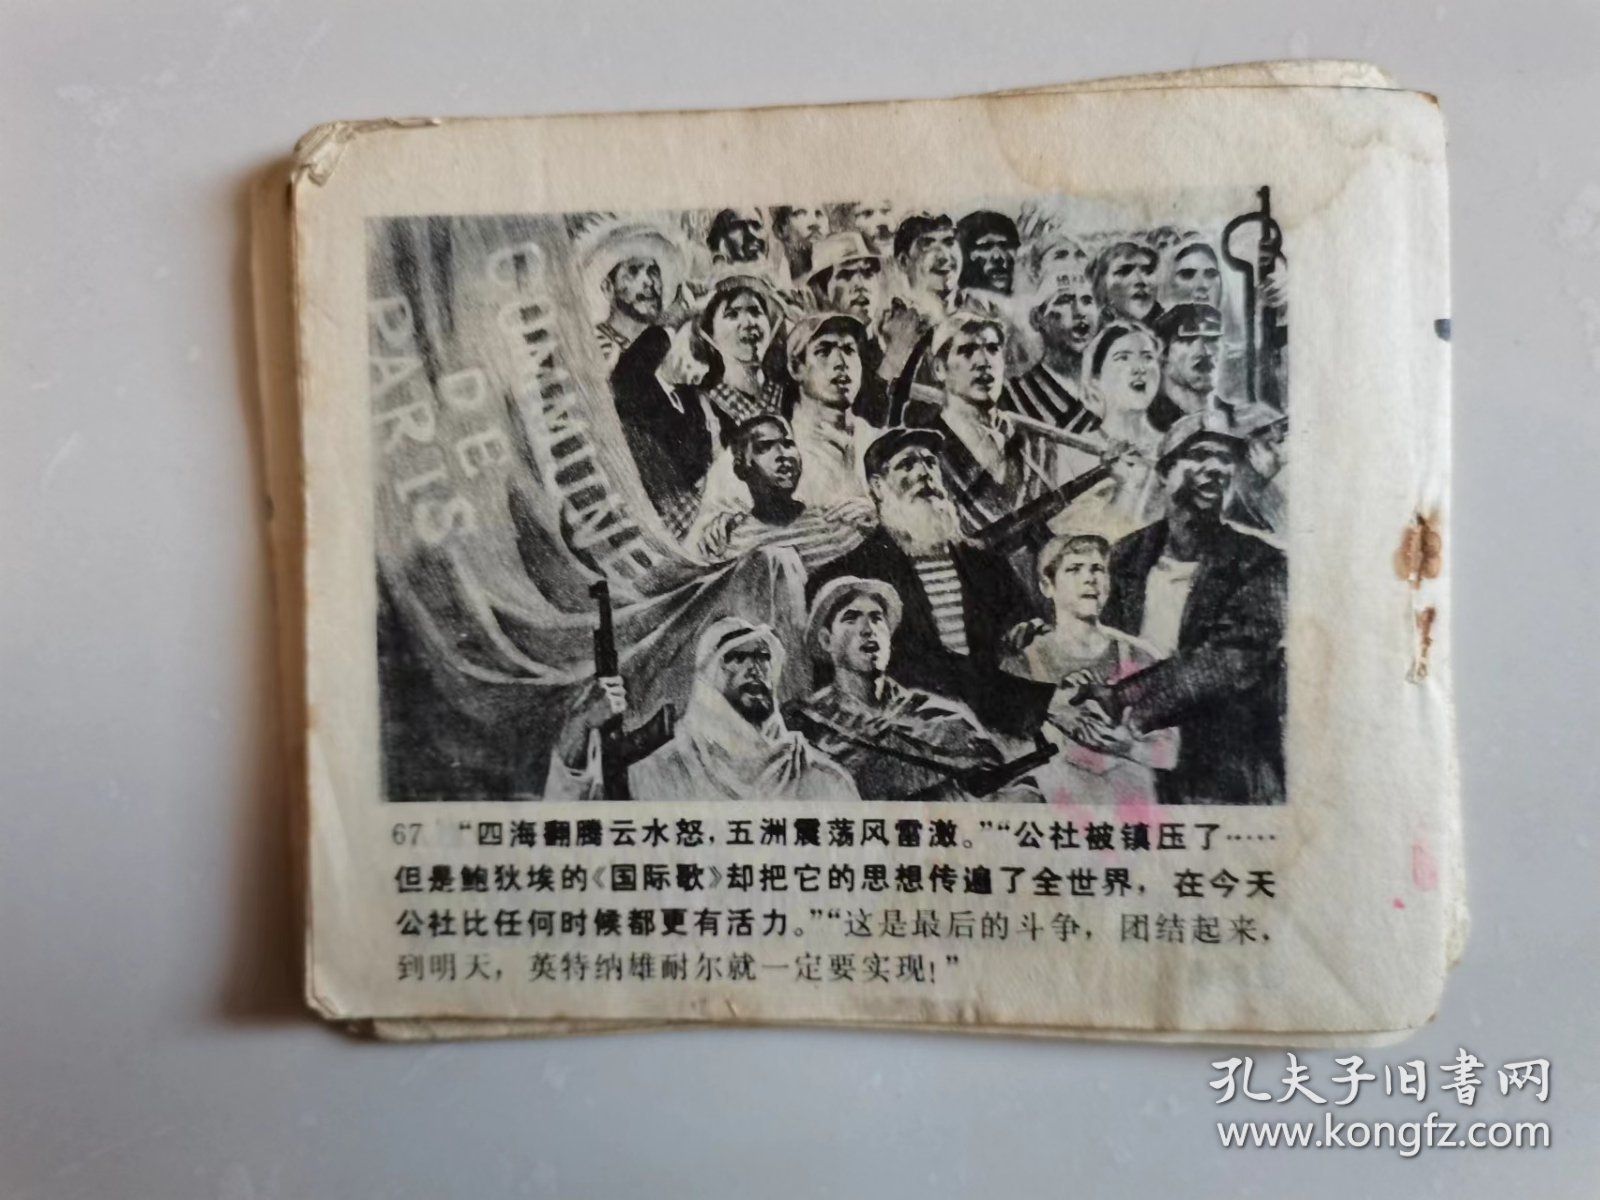 COMMUNE
DE
PARIS
67 “四海翻腾云水怒，五洲震荡风雷激。”“公社被镇压了……
但是鲍狄埃的《国际歌》却把它的思想传遍了全世界，在今天
公社比任何时候都更有活力。”“这是最后的斗争，团结起来，
到明天，英特纳雄耐尔就一定要实现！”
孔夫子旧书网
www.kongfz.com